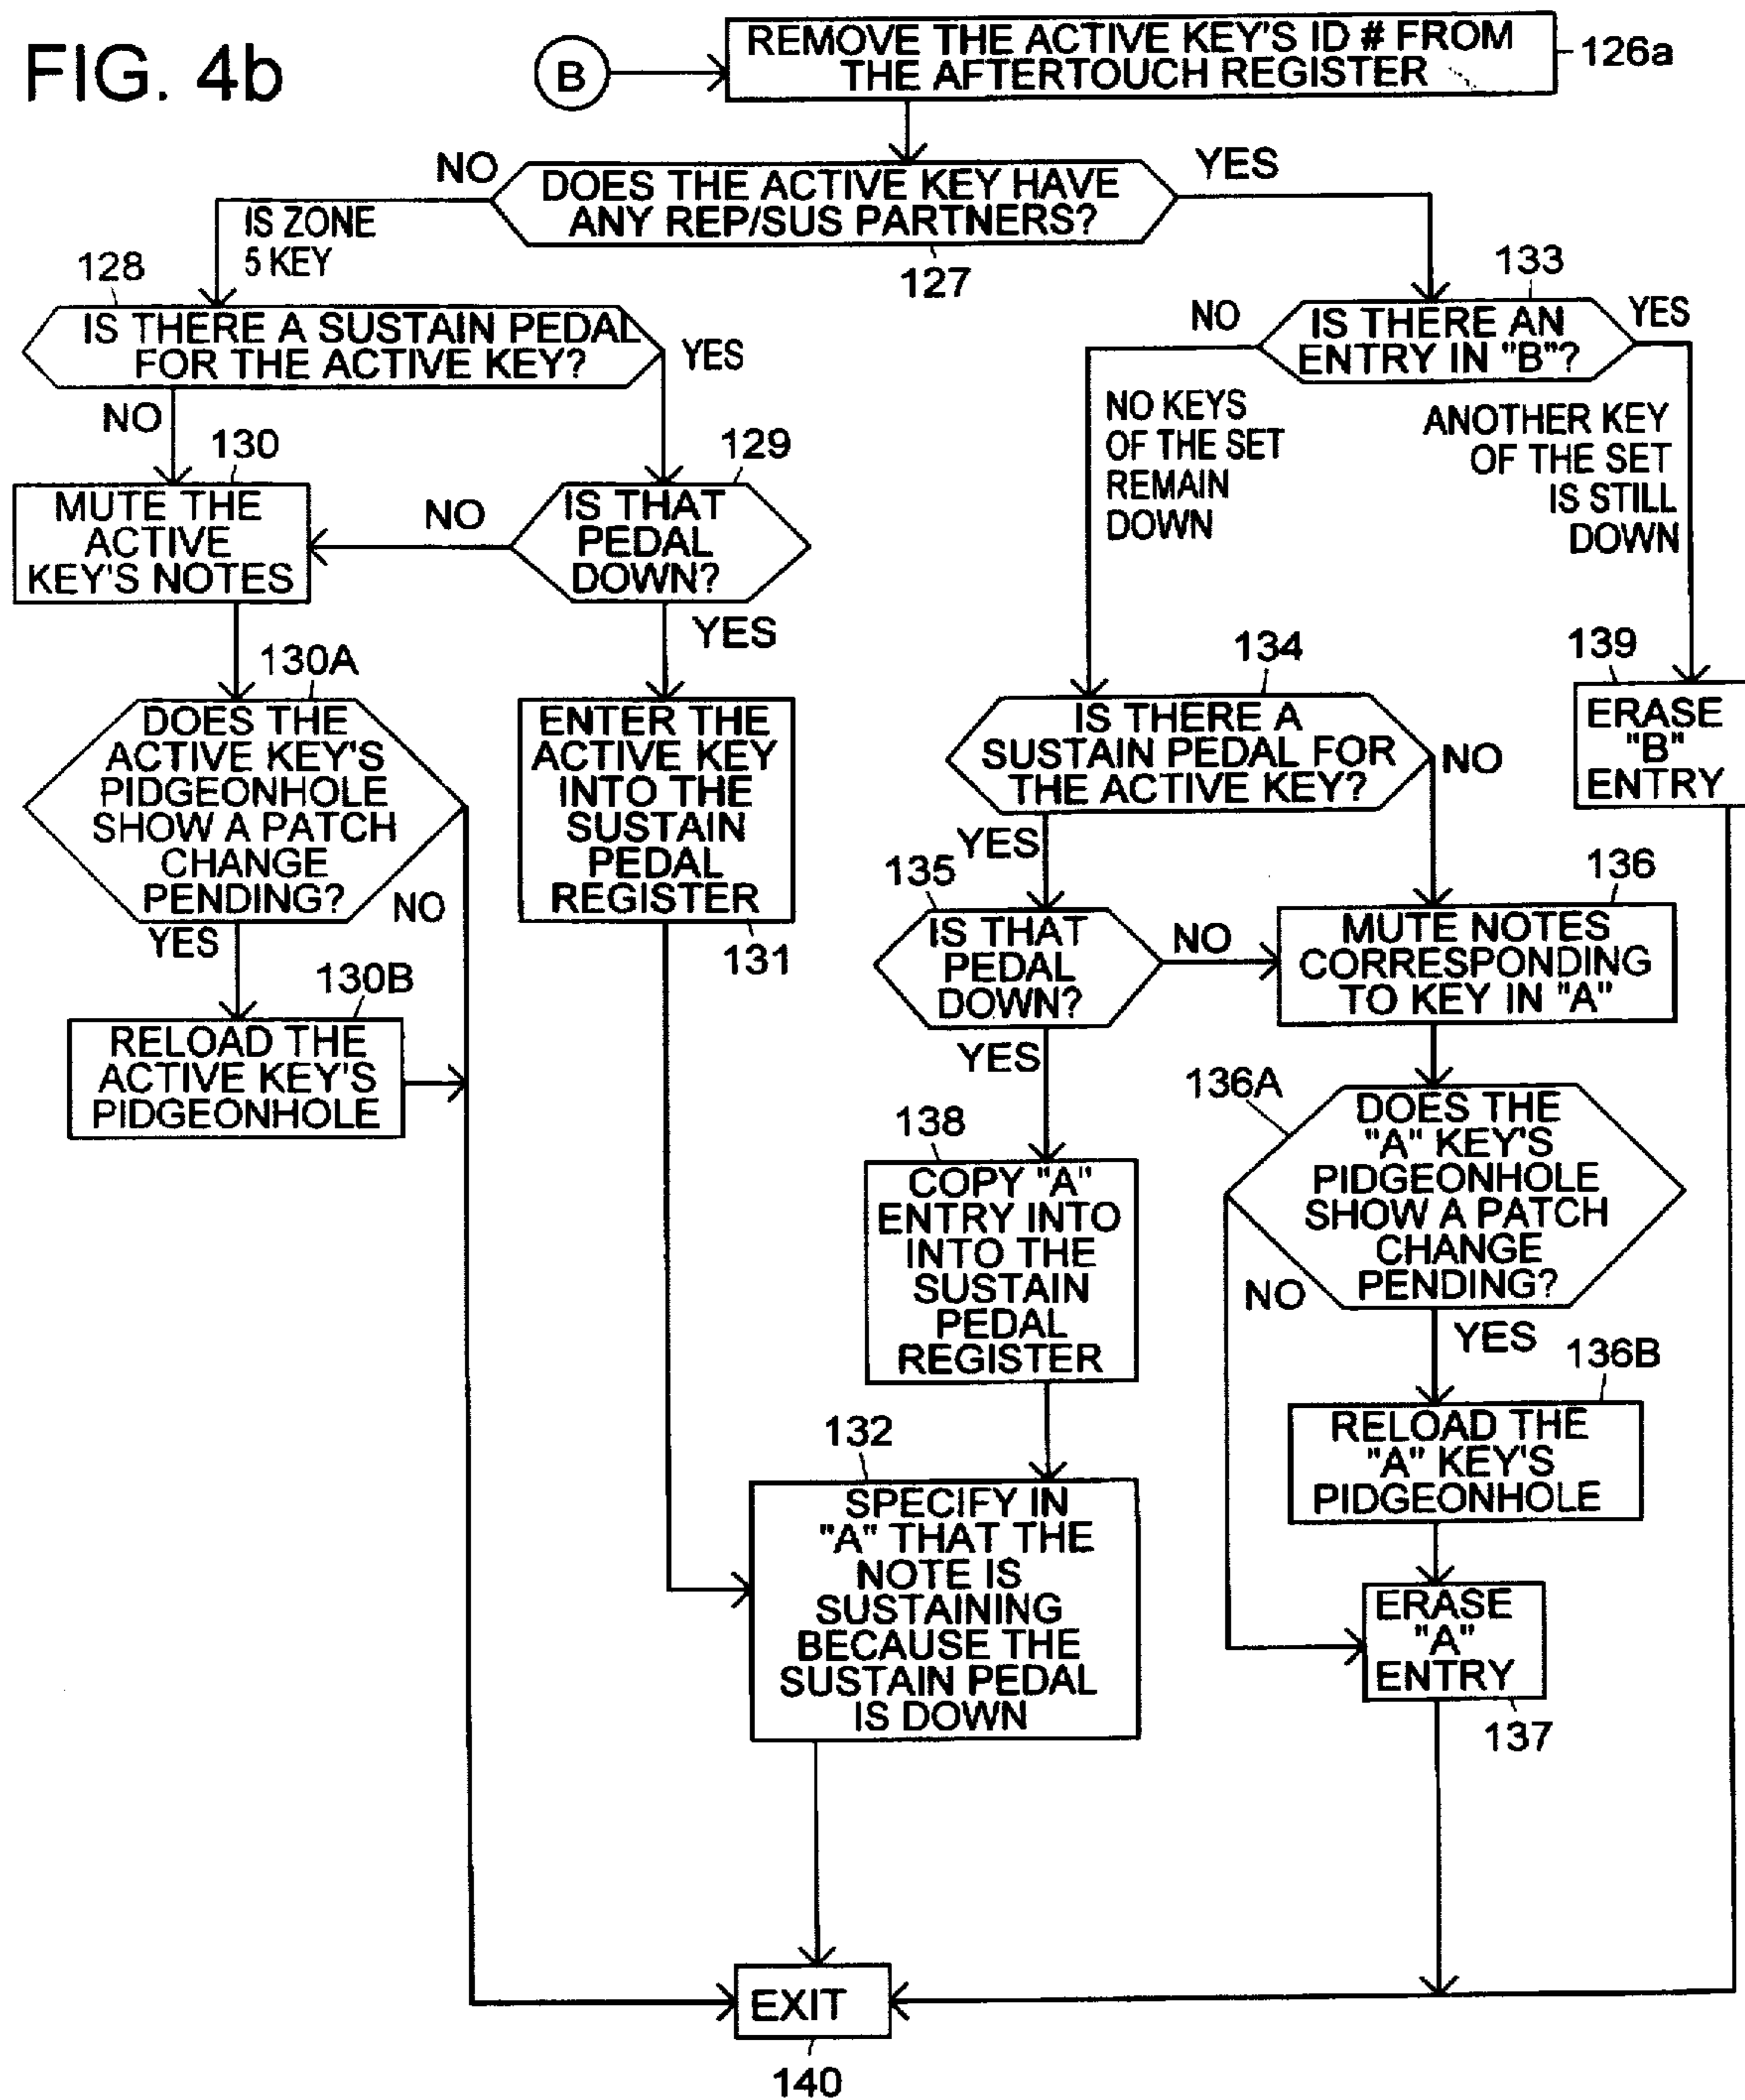 FIG. 4b
B
REMOVE THE ACTIVE KEY'S ID # FROM
THE AFTERTOUCH REGISTER
126a
NO
DOES THE ACTIVE KEY HAVE
ANY REP/SUS PARTNERS?
YES
127
IS ZONE
5 KEY
128
IS THERE A SUSTAIN PEDAL
FOR THE ACTIVE KEY?
YES
NO
133
NO
IS THERE AN
ENTRY IN "B"?
YES
NO KEYS
OF THE SET
REMAIN
DOWN
ANOTHER KEY
OF THE SET
IS STILL
DOWN
130
MUTE THE
ACTIVE
KEY'S NOTES
129
NO
IS THAT
PEDAL
DOWN?
YES
130A
DOES THE
ACTIVE KEY'S
PIDGEONHOLE
SHOW A PATCH
CHANGE
PENDING?
NO
YES
130B
RELOAD THE
ACTIVE KEY'S
PIDGEONHOLE
ENTER THE
ACTIVE KEY
INTO THE
SUSTAIN
PEDAL
REGISTER
131
134
IS THERE A
SUSTAIN PEDAL FOR
THE ACTIVE KEY?
NO
YES
139
ERASE
"B"
ENTRY
135
IS THAT
PEDAL
DOWN?
NO
YES
136
MUTE NOTES
CORRESPONDING
TO KEY IN "A"
136A
DOES THE
"A" KEY'S
PIDGEONHOLE
SHOW A PATCH
CHANGE
PENDING?
NO
YES
138
COPY "A"
ENTRY INTO
INTO THE
SUSTAIN
PEDAL
REGISTER
136B
RELOAD THE
"A" KEY'S
PIDGEONHOLE
132
SPECIFY IN
"A" THAT THE
NOTE IS
SUSTAINING
BECAUSE THE
SUSTAIN PEDAL
IS DOWN
ERASE
"A"
ENTRY
137
EXIT
140